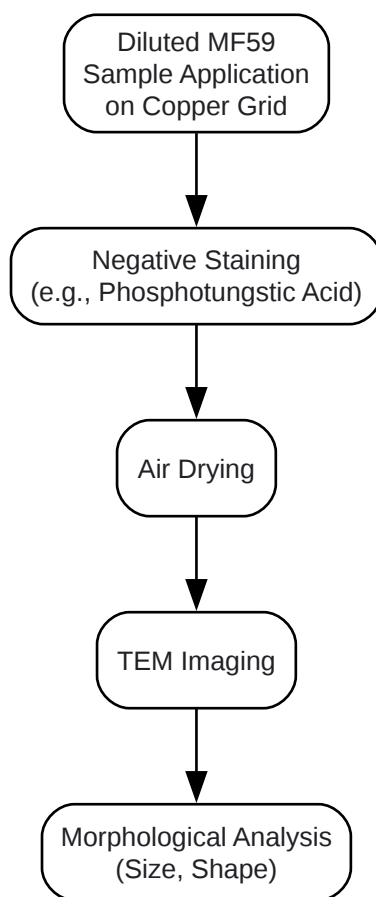 Diluted MF59
Sample Application
on Copper Grid
Negative Staining
(e.g., Phosphotungstic Acid)
Air Drying
TEM Imaging
Morphological Analysis
(Size, Shape)